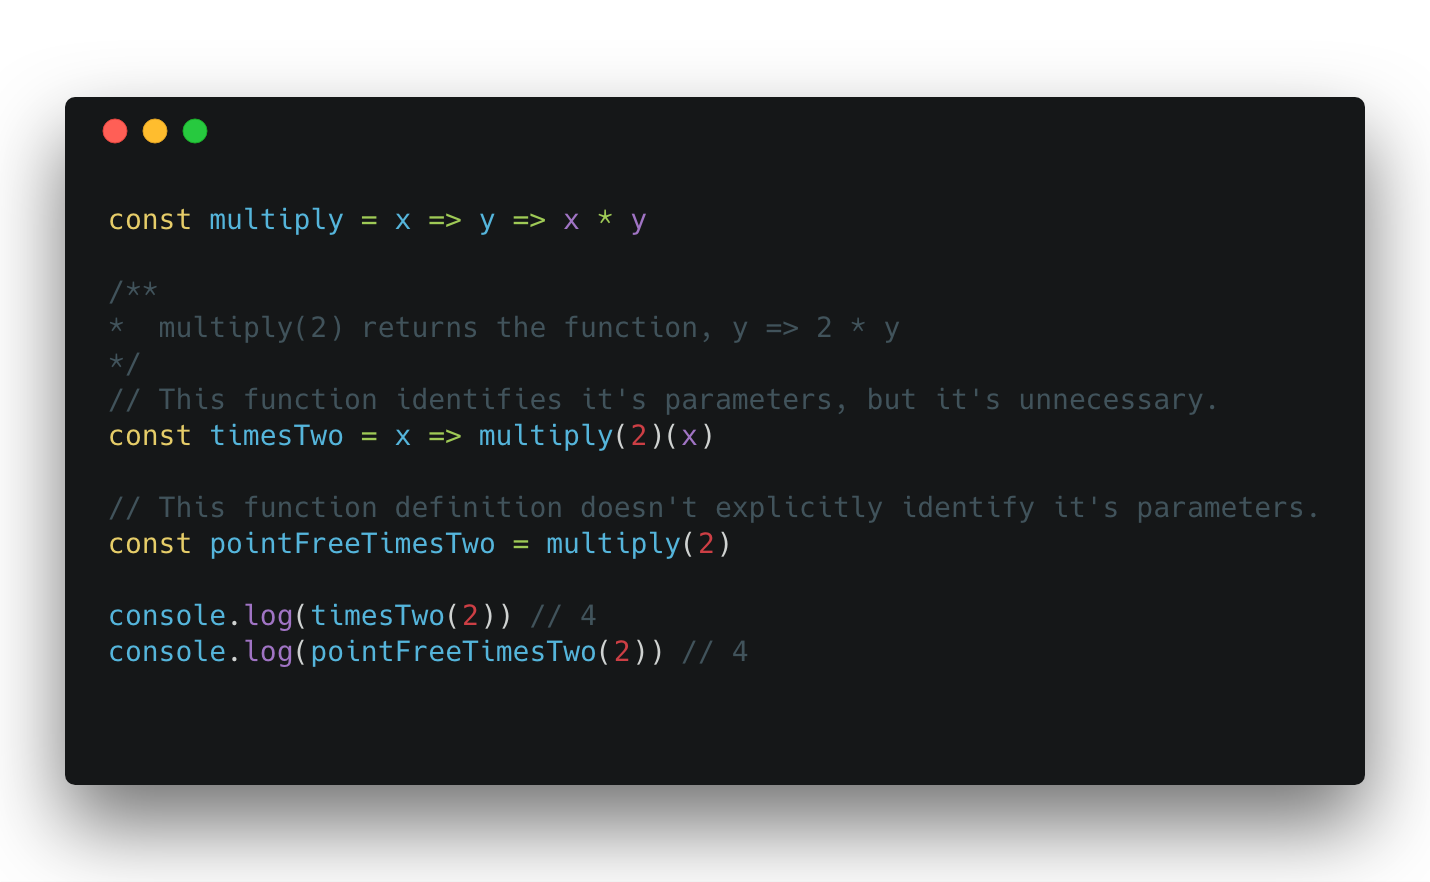 const multiply = x => y => x * y
/**
*  multiply(2) returns the function, y => 2 * y
*/
// This function identifies it's parameters, but it's unnecessary.
const timesTwo = x => multiply(2)(x)
// This function definition doesn't explicitly identify it's parameters.
const pointFreeTimesTwo = multiply(2)
console.log(timesTwo(2)) // 4
console.log(pointFreeTimesTwo(2)) // 4